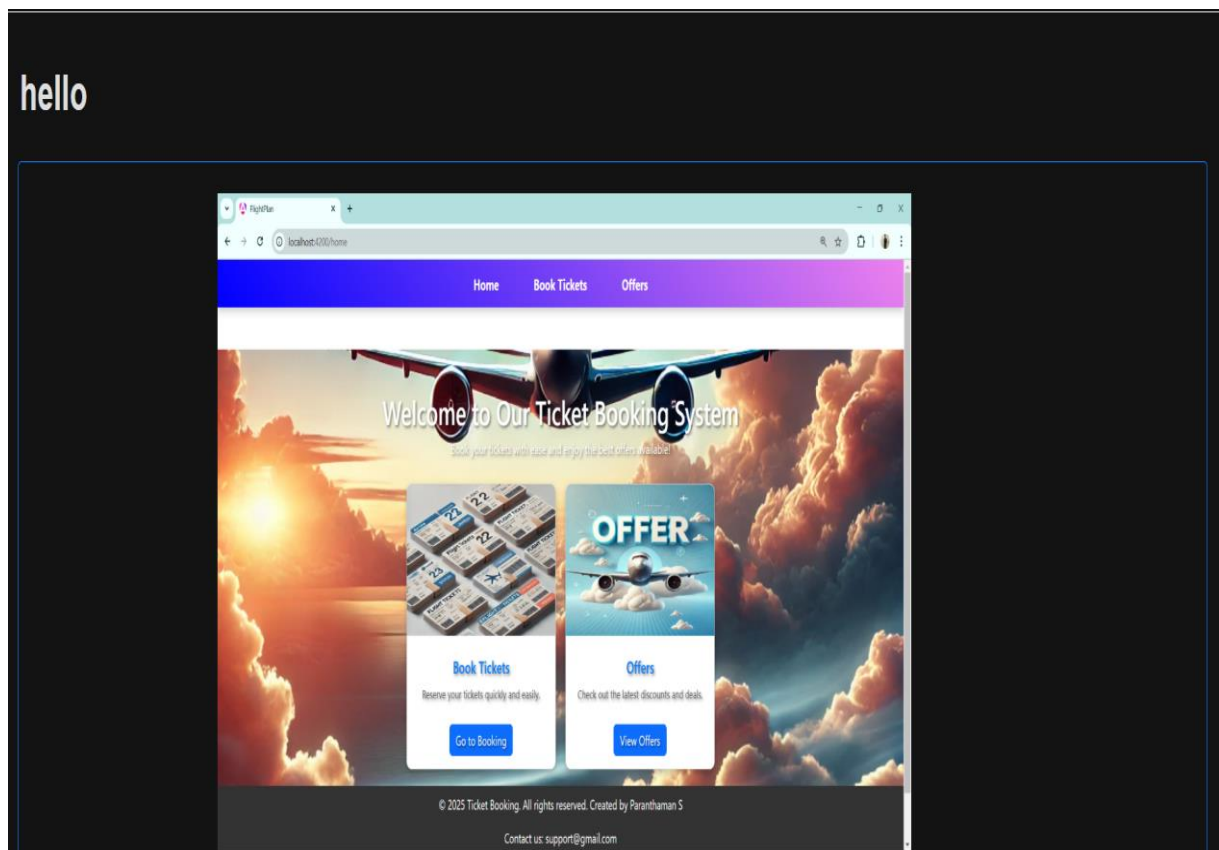 hello
FlightPlan
localhost:4200/home
Home Book Tickets Offers
Welcome to Our Ticket Booking System
Book your tickets with ease and enjoy the best offers available!
OFFER
Book Tickets
Reserve your tickets quickly and easily.
Go to Booking
Offers
Check out the latest discounts and deals.
View Offers
© 2025 Ticket Booking. All rights reserved. Created by Paranthaman S
Contact us: support@gmail.com